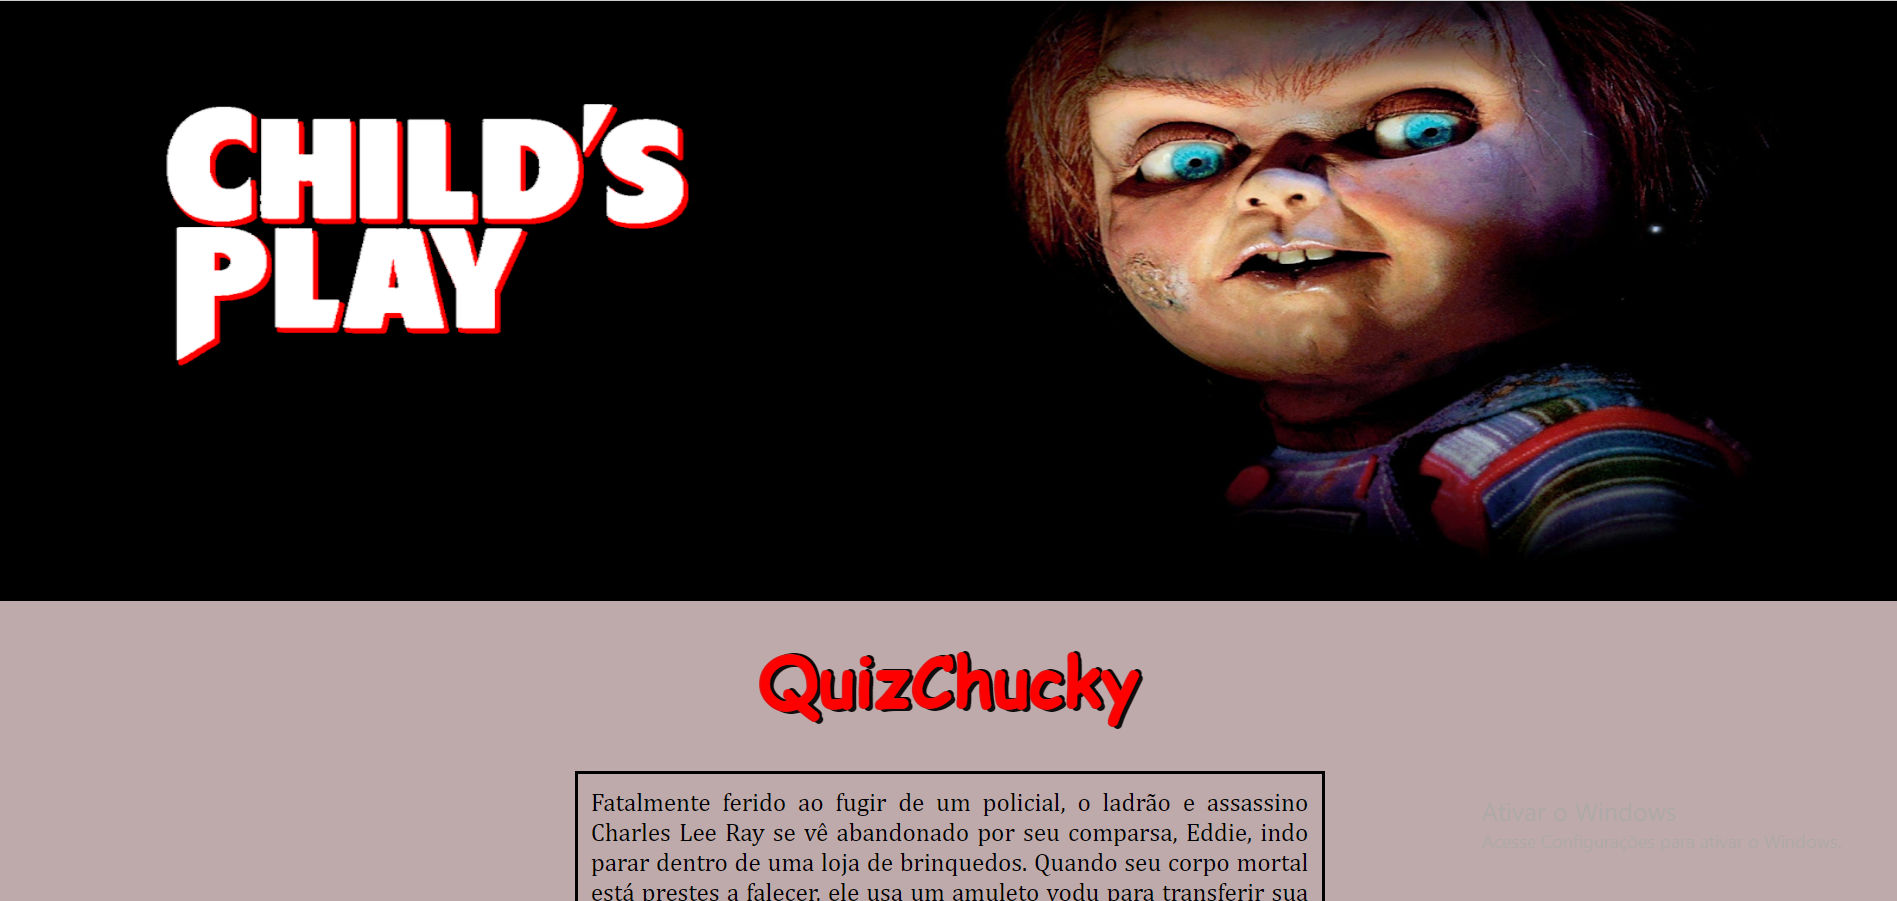 CHILD'S
PLAY
QuizChucky
Fatalmente ferido ao fugir de um policial, o ladrão e assassino
Charles Lee Ray se vê abandonado por seu comparsa, Eddie, indo
parar dentro de uma loja de brinquedos. Quando seu corpo mortal
está prestes a falecer, ele usa um amuleto vodu para transferir sua
Ativar o Windows
Acesse Configurações para ativar o Windows.